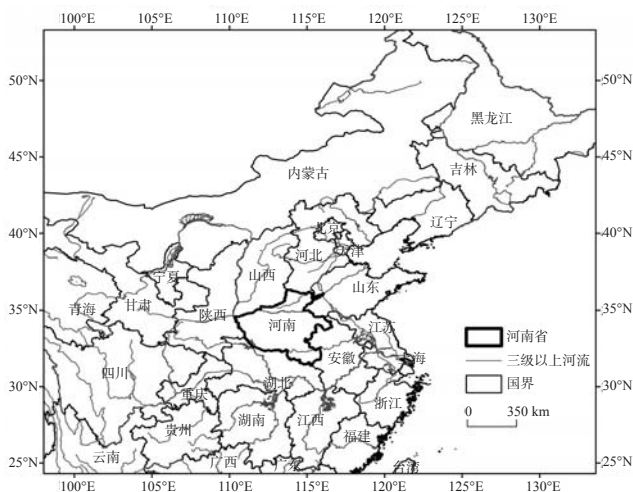 100°E 105°E 110°E 115°E 120°E 125°E 130°E
50°N 50°N
黑龙江
45°N 45°N
吉林
内蒙古
辽宁
北京
40°N 40°N
天津
河北
宁夏
山西
山东
35°N 35°N
青海
甘肃
陕西
河南
江苏
河南省
安徽
上海
三级以上河流
四川
湖北
国界
30°N 30°N
重庆
浙江
0 350 km
湖南
江西
贵州
福建
云南
广西
广东
台湾
25°N 25°N
100°E 105°E 110°E 115°E 120°E 125°E 130°E